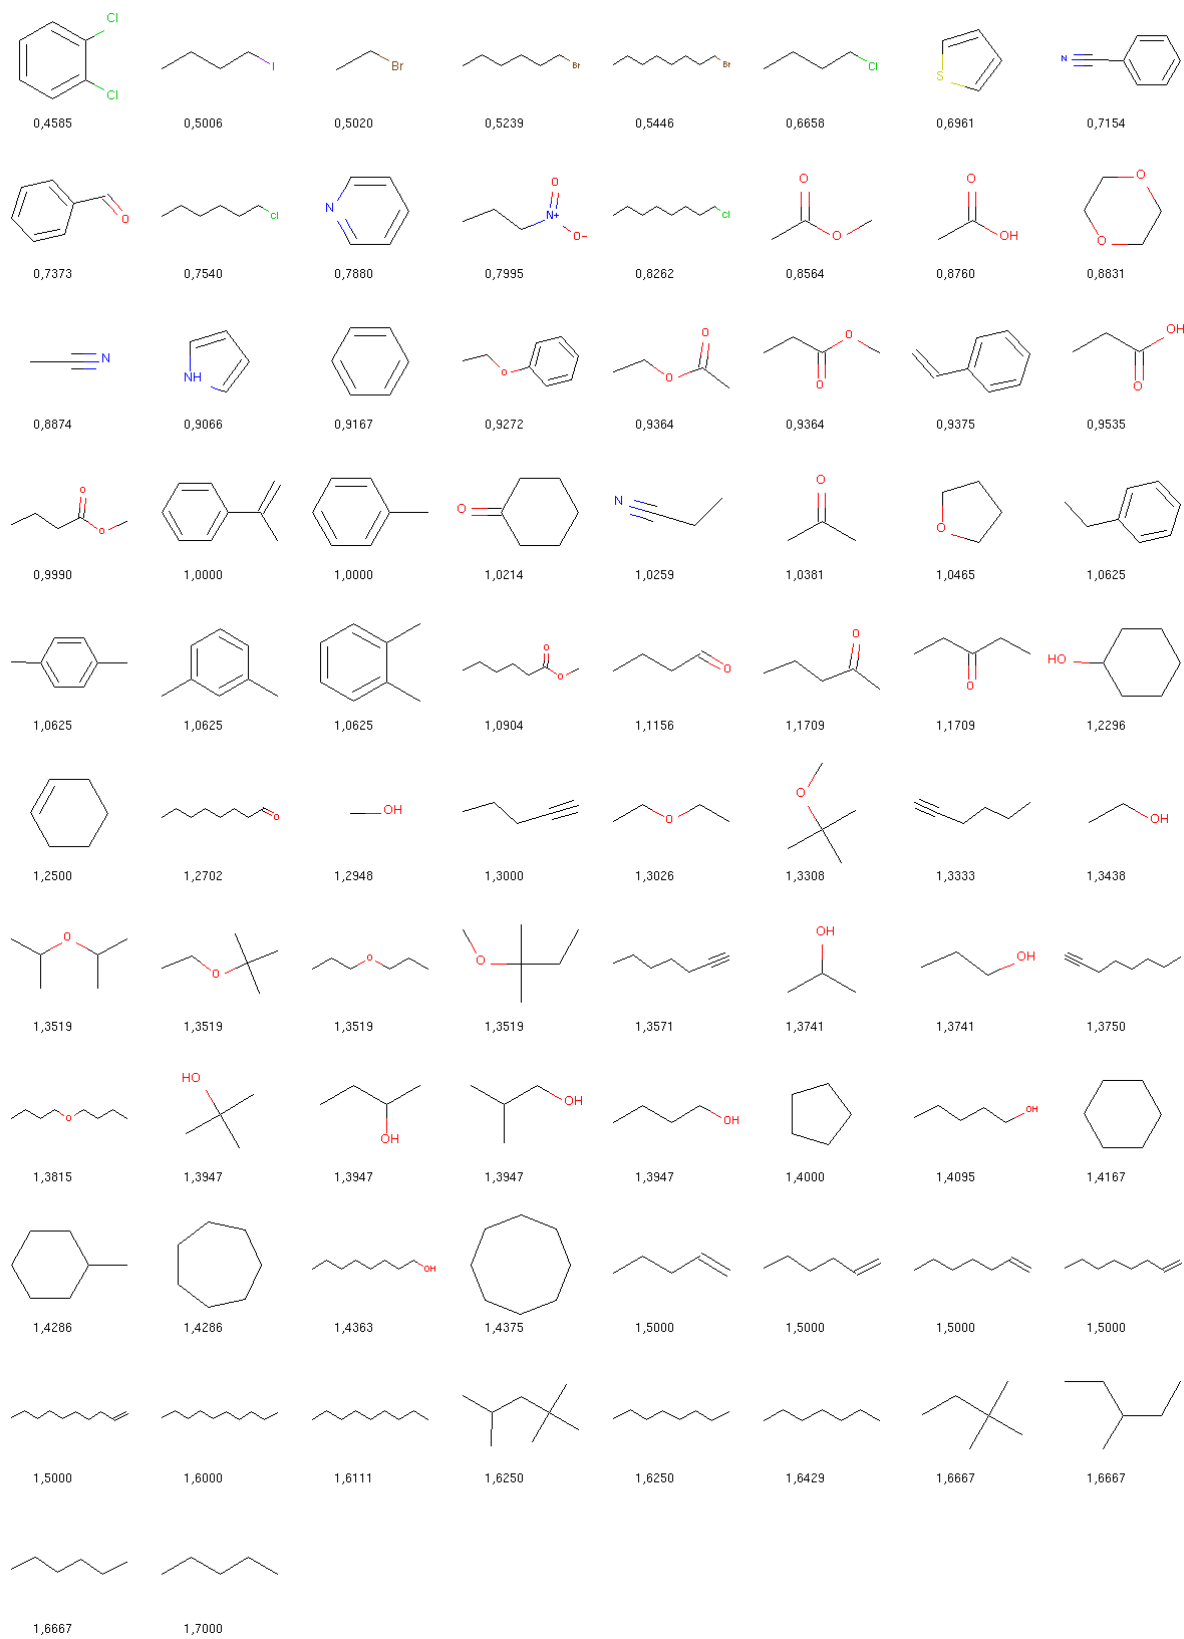 Cl
Cl
I
Br
Br
Br
Cl
S
N
0,4585 0,5006 0,5020 0,5239 0,5446 0,6658 0,6961 0,7154
O
Cl
N
O
N+
O-
Cl
O
O
O
OH
O
O
0,7373 0,7540 0,7880 0,7995 0,8262 0,8564 0,8760 0,8831
N
NH
O
O
O
O
O
OH
O
0,8874 0,9066 0,9167 0,9272 0,9364 0,9364 0,9375 0,9535
O
O
O
N
O
O
0,9990 1,0000 1,0000 1,0214 1,0259 1,0381 1,0465 1,0625
O
O
O
O
O
HO
1,0625 1,0625 1,0625 1,0904 1,1156 1,1709 1,1709 1,2296
O
OH
O
O
OH
1,2500 1,2702 1,2948 1,3000 1,3026 1,3308 1,3333 1,3438
O
O
O
O
OH
OH
1,3519 1,3519 1,3519 1,3519 1,3571 1,3741 1,3741 1,3750
O
HO
OH
OH
OH
OH
1,3815 1,3947 1,3947 1,3947 1,3947 1,4000 1,4095 1,4167
OH
1,4286 1,4286 1,4363 1,4375 1,5000 1,5000 1,5000 1,5000
1,5000 1,6000 1,6111 1,6250 1,6250 1,6429 1,6667 1,6667
1,6667 1,7000